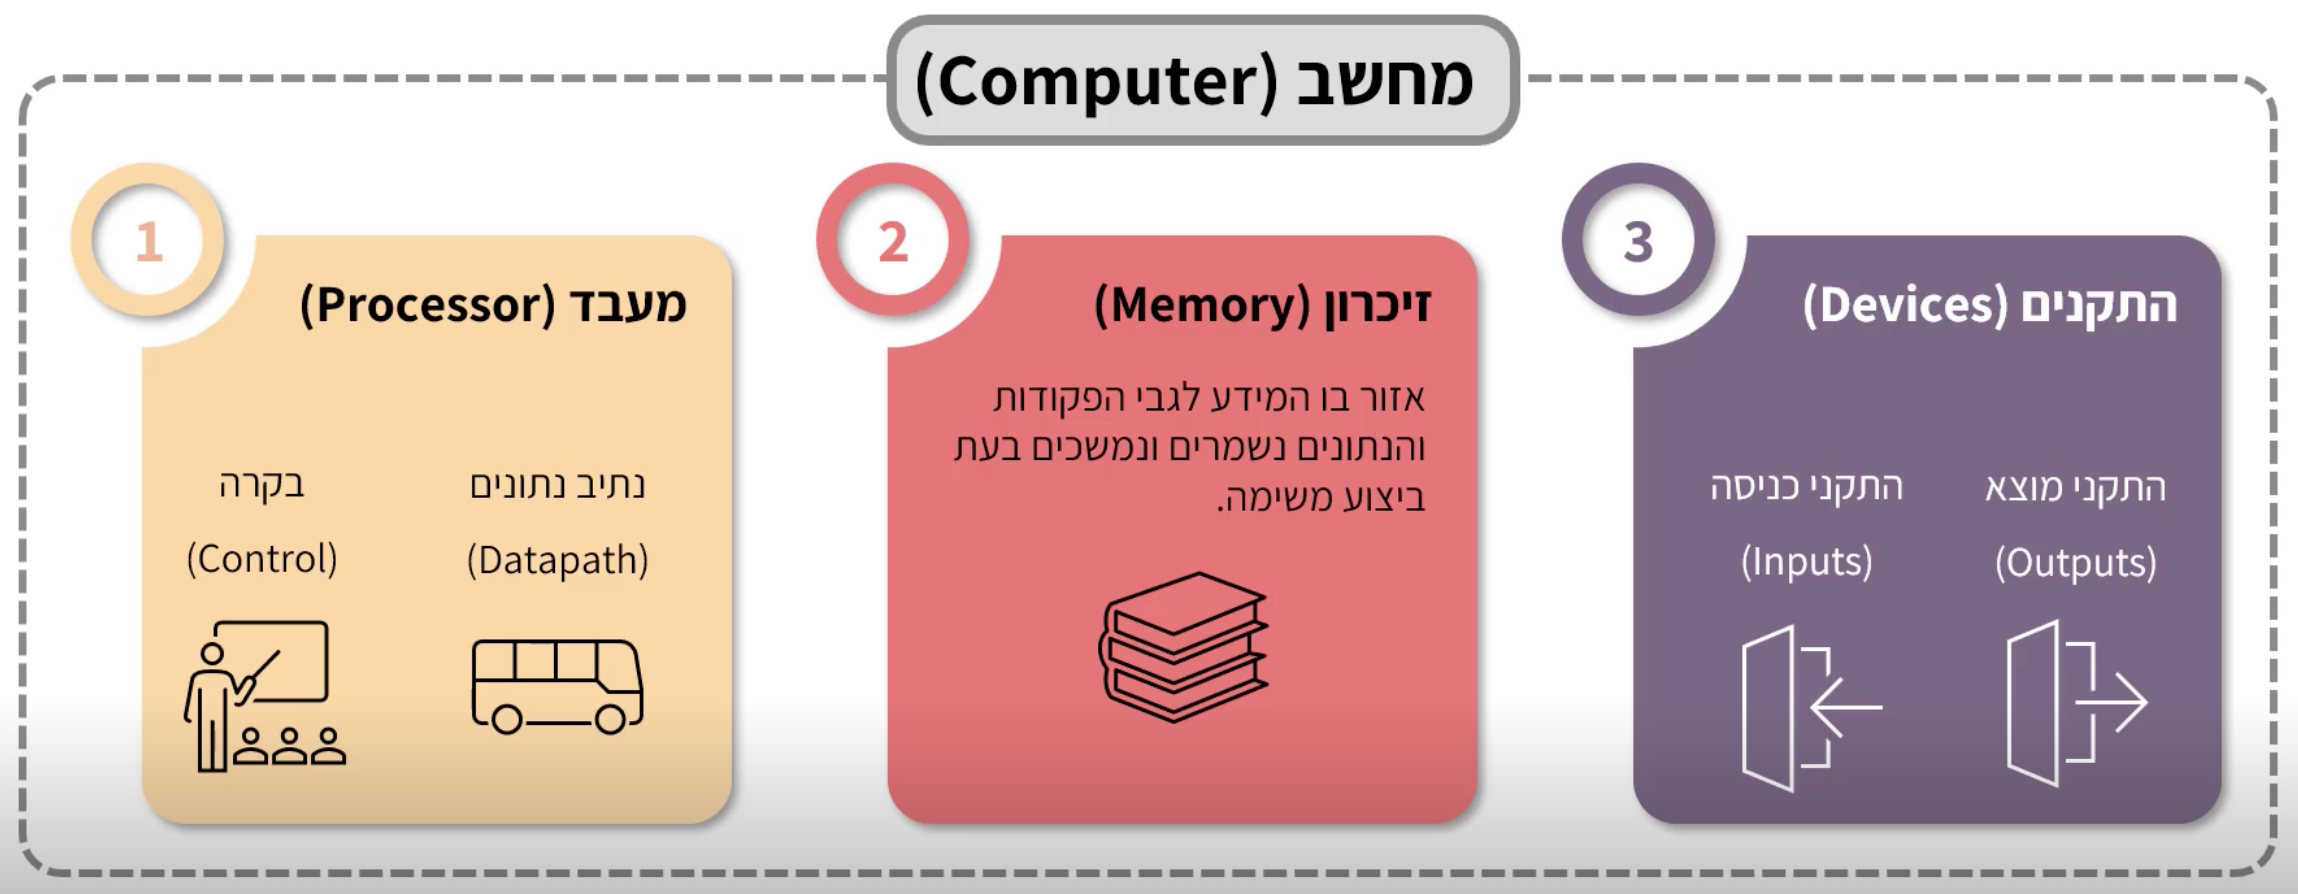 מחשב (Computer)
1
מעבד (Processor)
בקרה
(Control)
נתיב נתונים
(Datapath)
2
זיכרון (Memory)
אזור בו המידע לגבי הפקודות
והנתונים נשמרים ונמשכים בעת
ביצוע משימה.
3
התקנים (Devices)
התקני כניסה
(Inputs)
התקני מוצא
(Outputs)